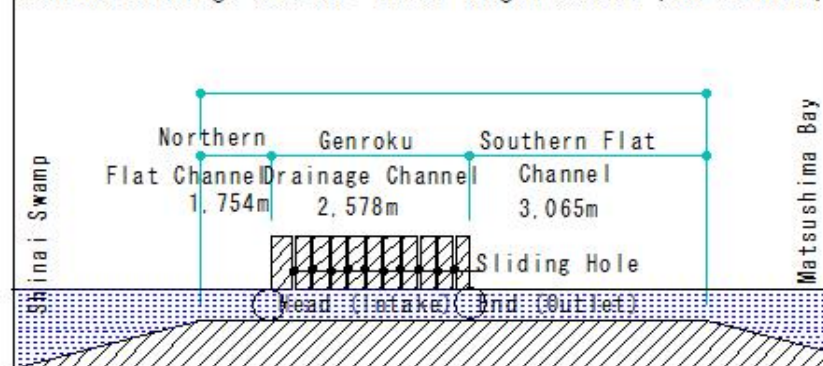 Northern
Flat Channel
1,754m
Genroku
Drainage Channel
2,578m
Southern Flat
Channel
3,065m
Shinai Swamp
Matsushima Bay
Sliding Hole
Head (Intake)
End (Outlet)